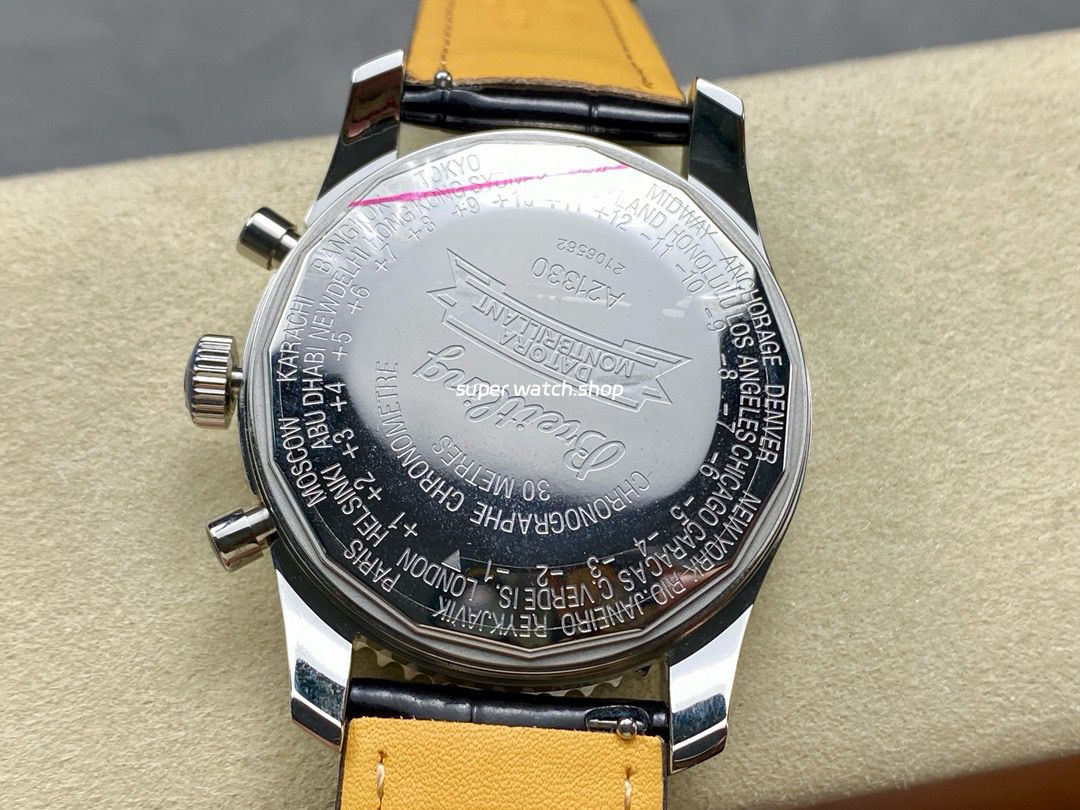 super watch.shop
Breitling
DATORA
MONTBRILLANT
A21330
2106562
CHRONOGRAPHE CHRONOMETRE
30 METRES
LONDON PARIS HELSINKI MOSCOW ABU DHABI KARACHI NEW DELHI BANGKOK HONG KONG TOKYO
MIDWAY HONOLULU ANCHORAGE LOS ANGELES DENVER CHICAGO NEW-YORK CARACAS RIO.JANEIRO C. VERDE IS. REYKJAVIK
+1 +2 +3 +4 +5 +6 +7 +8 +9 +10 +11 +12 -11 -10 -9 -8 -7 -6 -5 -4 -3 -2 -1